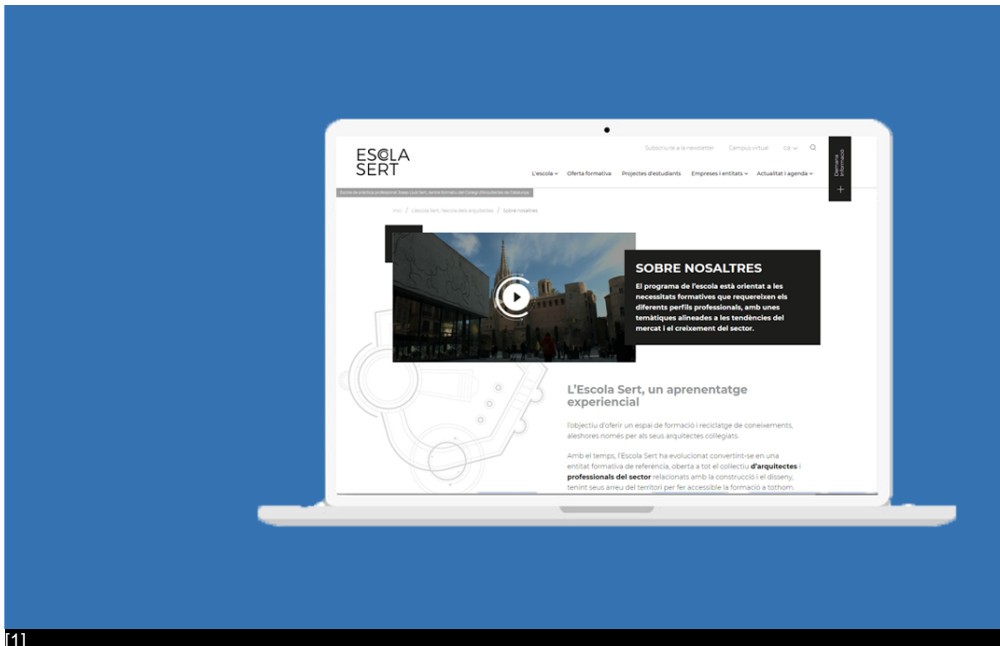 Subscriu-te a la newsletter Campus virtual ca
ESCOLA
SERT
L'escola Oferta formativa Projectes d'estudiants Empreses i entitats Actualitat i agenda
Demana
informació
+
Inici / L'escola Sert, l'escola dels arquitectes / Sobre nosaltres
SOBRE NOSALTRES
El programa de l'escola està orientat a les
necessitats formatives que requereixen els
diferents perfils professionals, amb unes
temàtiques alineades a les tendències del
mercat i el creixement del sector.
L'Escola Sert, un aprenentatge
experiencial
l'objectiu d'oferir un espai de formació i reciclatge de coneixements,
aleshores només per als seus arquitectes col·legiats.
Amb el temps, l'Escola Sert ha evolucionat convertint-se en una
entitat formativa de referència, oberta a tot el collectiu d'arquitectes i
professionals del sector relacionats amb la construcció i el disseny,
tenint seus arreu del territori per fer accessible la formació a tothom.
[1]